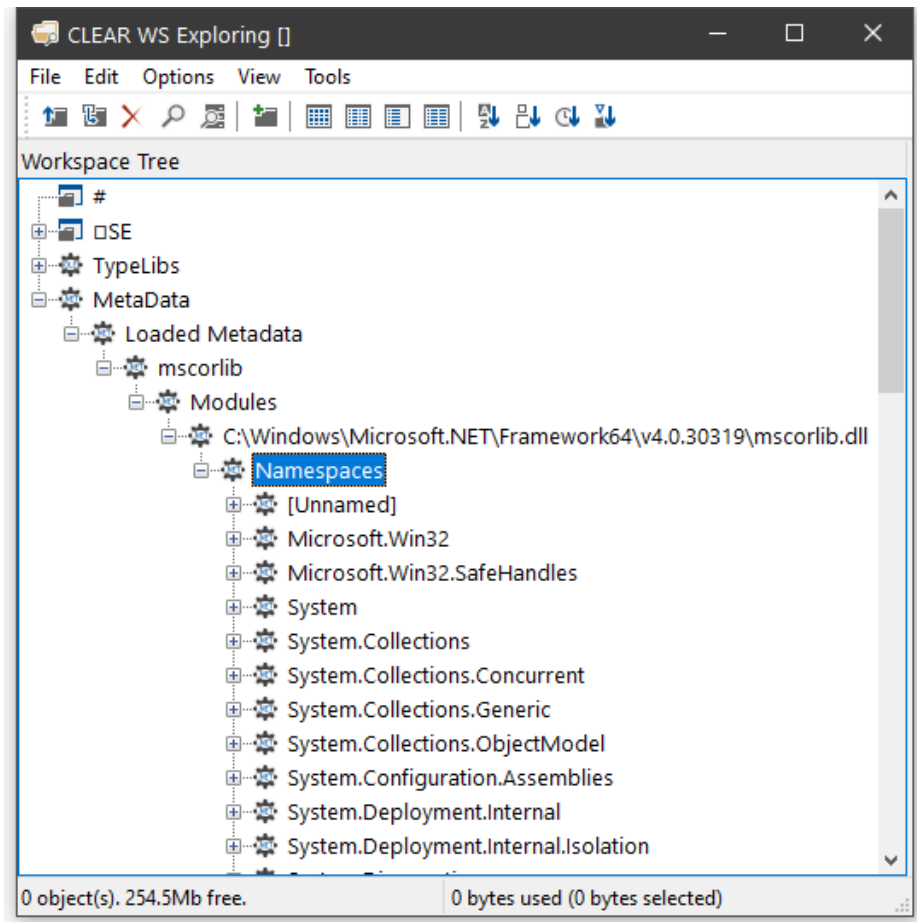 CLEAR WS Exploring []
File Edit Options View Tools
Workspace Tree
#
⎕SE
TypeLibs
MetaData
Loaded Metadata
mscorlib
Modules
C:\Windows\Microsoft.NET\Framework64\v4.0.30319\mscorlib.dll
Namespaces
[Unnamed]
Microsoft.Win32
Microsoft.Win32.SafeHandles
System
System.Collections
System.Collections.Concurrent
System.Collections.Generic
System.Collections.ObjectModel
System.Configuration.Assemblies
System.Deployment.Internal
System.Deployment.Internal.Isolation
0 object(s). 254.5Mb free. 0 bytes used (0 bytes selected)